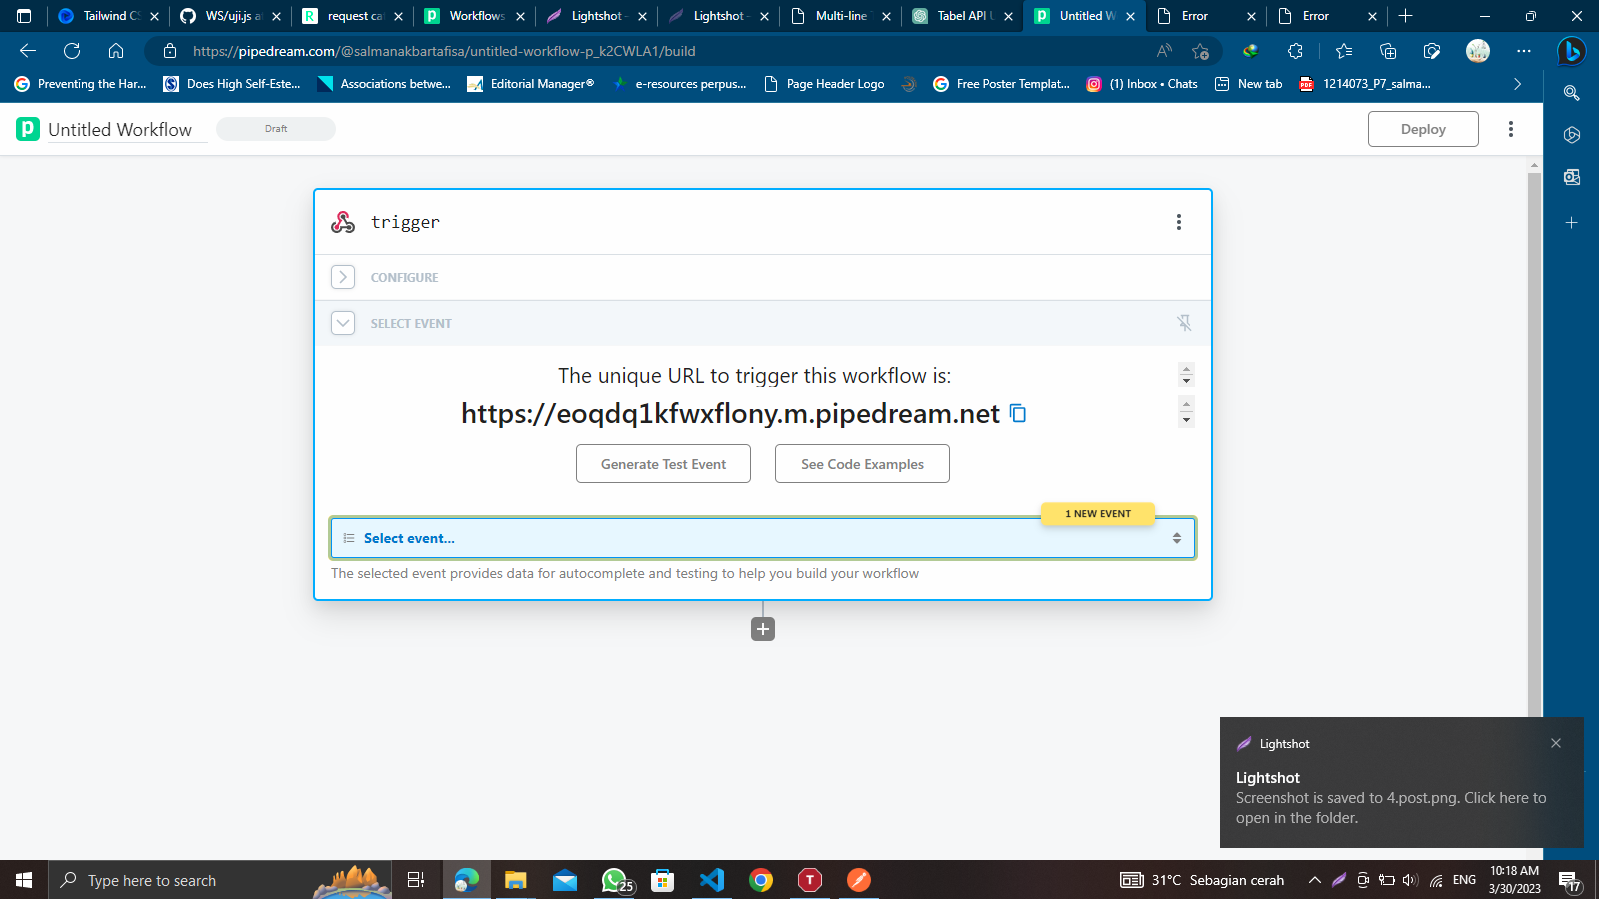 Tailwind CS
WS/uji.js at
request cat
Workflows
Lightshot -
Lightshot -
Multi-line T
Tabel API U
Untitled W
Error
Error
https://pipedream.com/@salmanakbartafisa/untitled-workflow-p_k2CWLA1/build
Preventing the Har...
Does High Self-Este...
Associations betwe...
Editorial Manager®
e-resources perpus...
Page Header Logo
Free Poster Templat...
(1) Inbox • Chats
New tab
1214073_P7_salma...
Untitled Workflow
Draft
Deploy
trigger
CONFIGURE
SELECT EVENT
The unique URL to trigger this workflow is:
https://eoqdq1kfwxflony.m.pipedream.net
Generate Test Event
See Code Examples
1 NEW EVENT
Select event...
The selected event provides data for autocomplete and testing to help you build your workflow
Lightshot
Lightshot
Screenshot is saved to 4.post.png. Click here to
open in the folder.
Type here to search
25
31°C Sebagian cerah
ENG
10:18 AM
3/30/2023
17